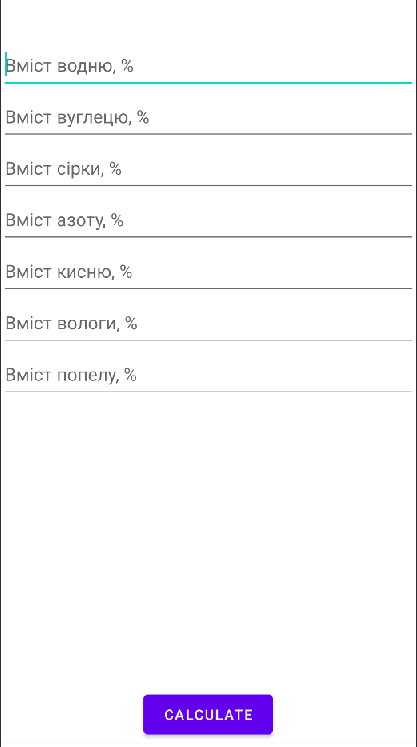 Вміст водню, %
Вміст вуглецю, %
Вміст сірки, %
Вміст азоту, %
Вміст кисню, %
Вміст вологи, %
Вміст попелу, %
CALCULATE